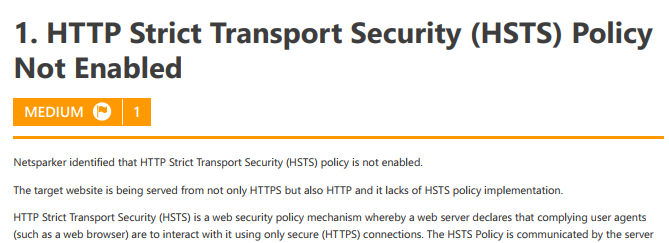 1. HTTP Strict Transport Security (HSTS) Policy
Not Enabled
MEDIUM 1
Netsparker identified that HTTP Strict Transport Security (HSTS) policy is not enabled.
The target website is being served from not only HTTPS but also HTTP and it lacks of HSTS policy implementation.
HTTP Strict Transport Security (HSTS) is a web security policy mechanism whereby a web server declares that complying user agents
(such as a web browser) are to interact with it using only secure (HTTPS) connections. The HSTS Policy is communicated by the server